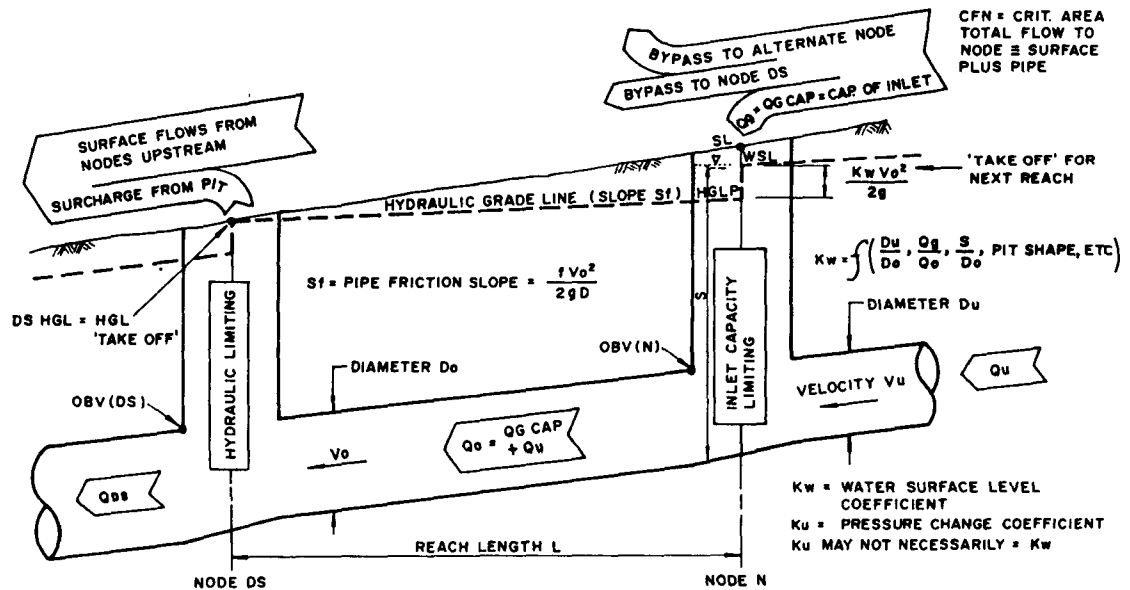 CFN = CRIT. AREA
TOTAL FLOW TO
NODE ≡ SURFACE
PLUS PIPE
BYPASS TO ALTERNATE NODE
BYPASS TO NODE DS
Qg = QG CAP = CAP. OF INLET
SURFACE FLOWS FROM
NODES UPSTREAM
SURCHARGE FROM PIT
SL
WSL
'TAKE OFF' FOR
NEXT REACH
Kw Vo²
2g
HYDRAULIC GRADE LINE (SLOPE Sf)
HGLP
Kw = f (Du/Do, Qg/Qo, S/Do, PIT SHAPE, ETC)
Sf = PIPE FRICTION SLOPE = f Vo² / 2gD
S
DS HGL = HGL
'TAKE OFF'
DIAMETER Du
OBV(N)
DIAMETER Do
HYDRAULIC LIMITING
INLET CAPACITY
LIMITING
VELOCITY Vu
Qu
OBV(DS)
Qo = QG CAP
+ Qu
Vo
QDS
Kw = WATER SURFACE LEVEL
COEFFICIENT
Ku = PRESSURE CHANGE COEFFICIENT
Ku MAY NOT NECESSARILY = Kw
REACH LENGTH L
NODE DS
NODE N